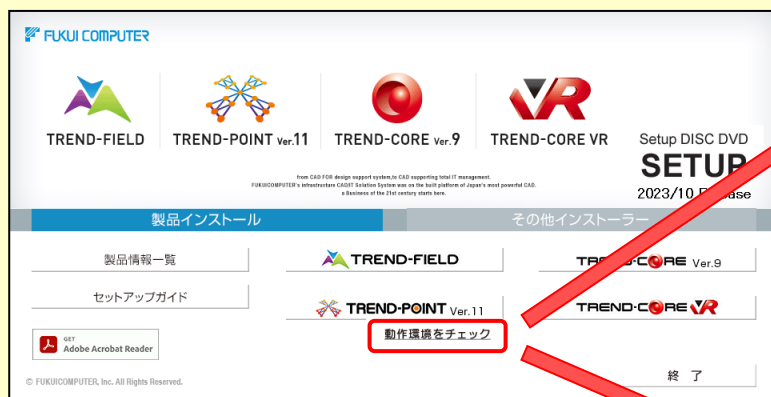 FUKUI COMPUTER
TREND-FIELD
TREND-POINT Ver.11
TREND-CORE Ver.9
TREND-CORE VR
Setup DISC DVD
SETUP
2023/10
from CAD FOR design support system,to CAD supporting total IT management.
FUKUICOMPUTER's infrastructure CAD/IT Solution System was on the built platform of Japan's most powerful CAD.
a Business of the 21st century starts here.
製品インストール
その他インストーラー
製品情報一覧
TREND-FIELD
TREND-CORE Ver.9
セットアップガイド
TREND-POINT Ver.11
TREND-CORE VR
動作環境をチェック
GET
Adobe Acrobat Reader
終 了
© FUKUICOMPUTER, Inc. All Rights Reserved.